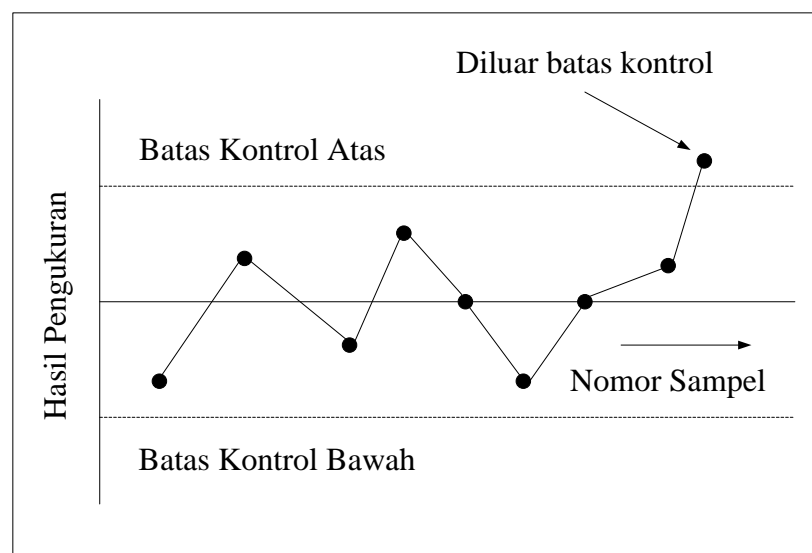 Diluar batas kontrol
Batas Kontrol Atas
Hasil Pengukuran
Nomor Sampel
Batas Kontrol Bawah